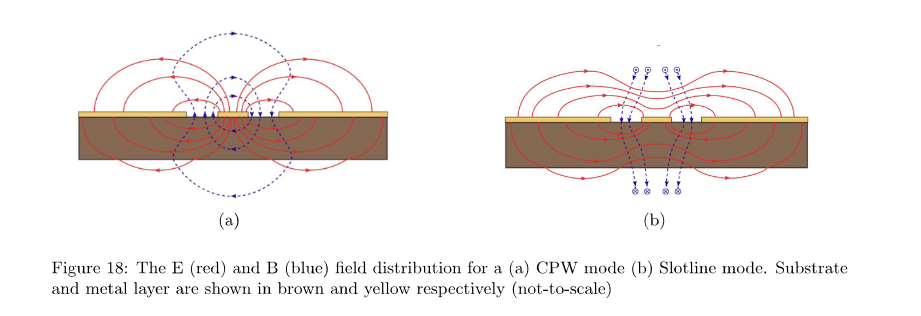 (a)
(b)
Figure 18: The E (red) and B (blue) field distribution for a (a) CPW mode (b) Slotline mode. Substrate
and metal layer are shown in brown and yellow respectively (not-to-scale)